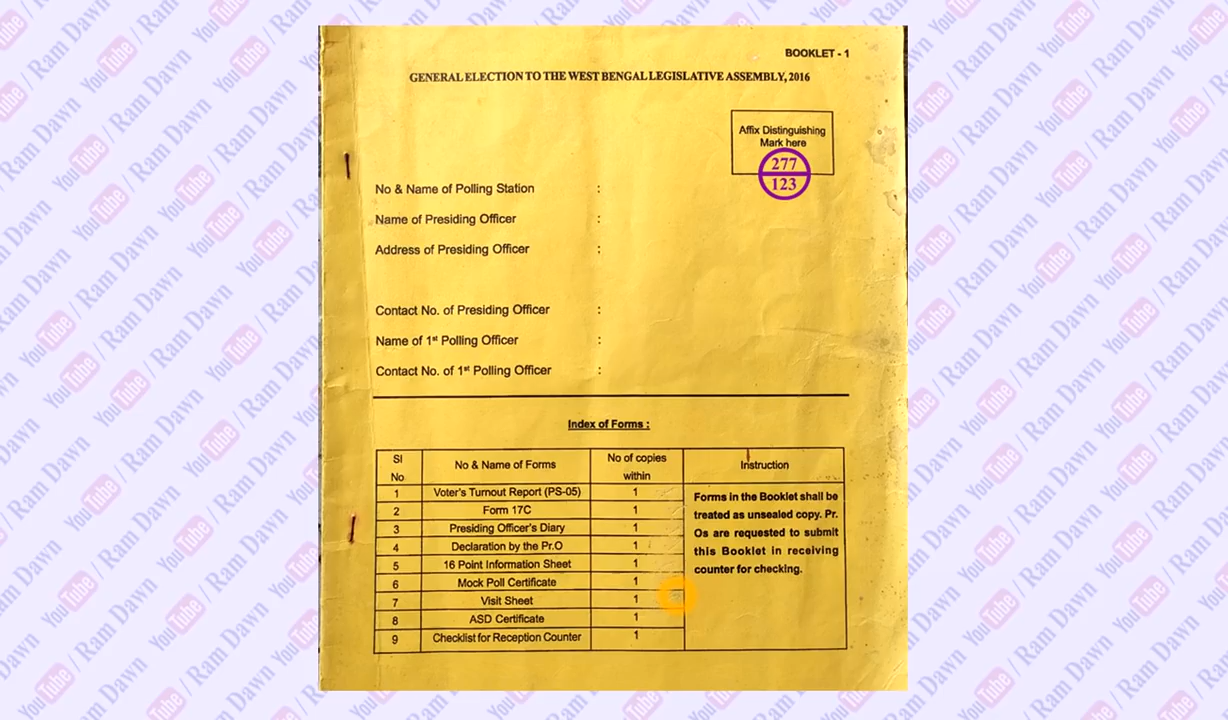 BOOKLET - 1
GENERAL ELECTION TO THE WEST BENGAL LEGISLATIVE ASSEMBLY, 2016
Affix Distinguishing
Mark here
277
123
No & Name of Polling Station :
Name of Presiding Officer :
Address of Presiding Officer :
Contact No. of Presiding Officer :
Name of 1st Polling Officer :
Contact No. of 1st Polling Officer :
Index of Forms :
Sl No No & Name of Forms No of copies within Instruction
1 Voter's Turnout Report (PS-05) 1
2 Form 17C 1
3 Presiding Officer's Diary 1
4 Declaration by the Pr.O 1
5 16 Point Information Sheet 1
6 Mock Poll Certificate 1
7 Visit Sheet 1
8 ASD Certificate 1
9 Checklist for Reception Counter 1
Forms in the Booklet shall be
treated as unsealed copy. Pr.
Os are requested to submit
this Booklet in receiving
counter for checking.
YouTube / Ram Dawn